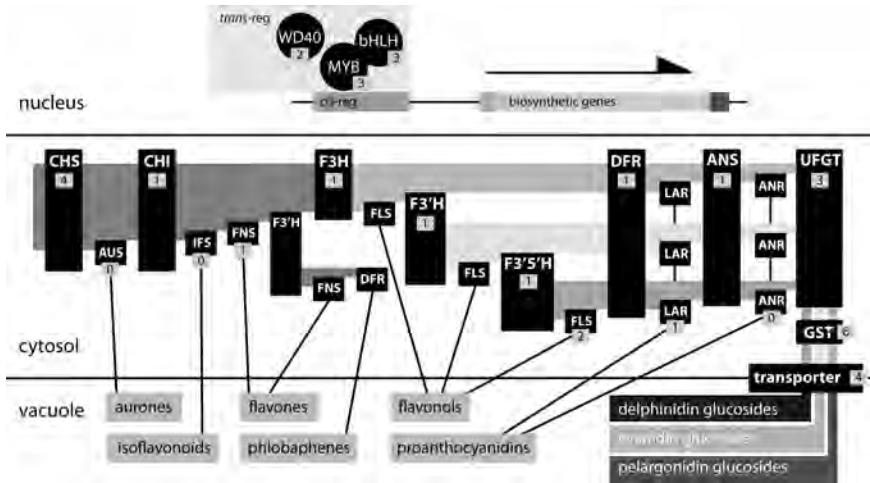 trans-reg
WD40
2
bHLH
3
MYB
3
nucleus
cis-reg
biosynthetic genes
CHS
4
CHI
1
F3H
1
DFR
1
ANS
1
UFGT
3
LAR
ANR
F3'H
1
FLS
F3'H
FNS
1
IFS
0
AUS
0
LAR
ANR
FNS
DFR
FLS
F3'5'H
1
LAR
1
ANR
0
FLS
2
GST 6
cytosol
transporter 4
vacuole
aurones
flavones
flavonols
delphinidin glucosides
cyanidin glucosides
isoflavonoids
phlobaphenes
proanthocyanidins
pelargonidin glucosides